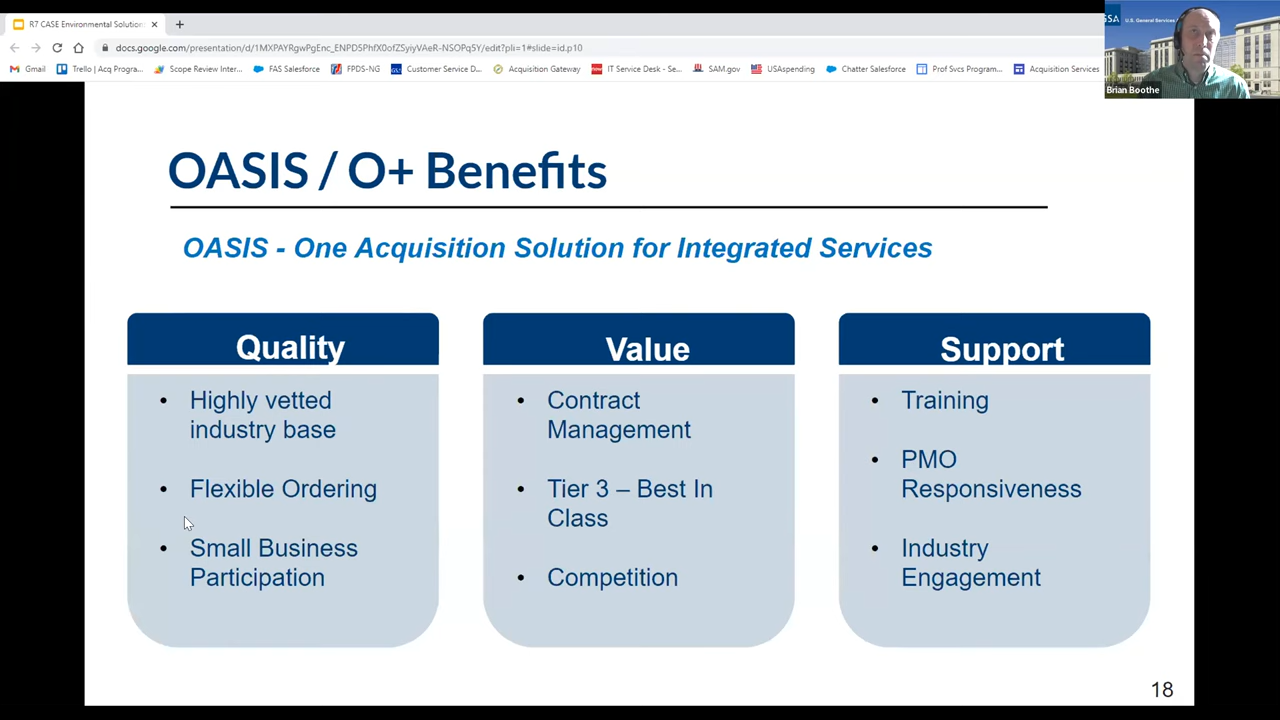 R7 CASE Environmental Solution
docs.google.com/presentation/d/1MXPAYRgwPgEnc_ENPD5PhfX0ofZSyiyVAeR-NSOPq5Y/edit?pli=1#slide=id.p10
Gmail
Trello | Acq Progra...
Scope Review Inter...
FAS Salesforce
FPDS-NG
Customer Service D...
Acquisition Gateway
IT Service Desk - Se...
SAM.gov
USAspending
Chatter Salesforce
Prof Svcs Program...
Acquisition Services
GSA
U.S. General Services
Brian Boothe
OASIS / O+ Benefits
OASIS - One Acquisition Solution for Integrated Services
Quality
• Highly vetted
industry base
• Flexible Ordering
• Small Business
Participation
Value
• Contract
Management
• Tier 3 – Best In
Class
• Competition
Support
• Training
• PMO
Responsiveness
• Industry
Engagement
18